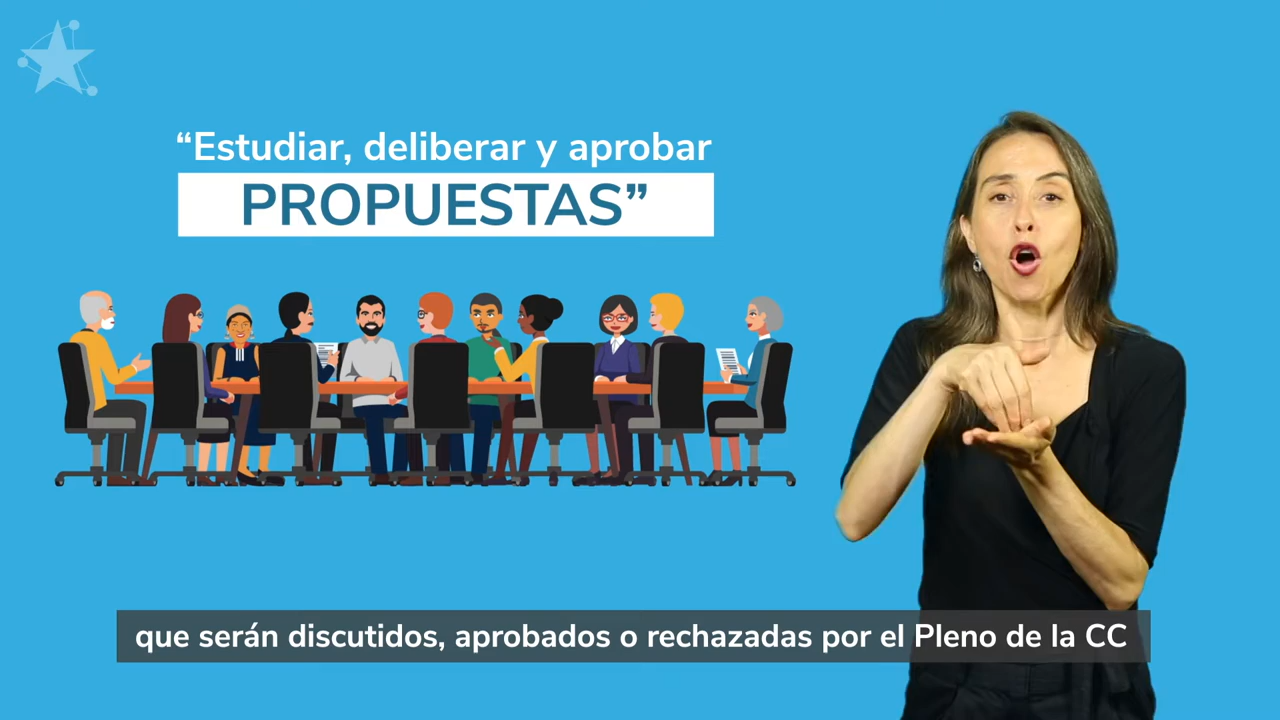 “Estudiar, deliberar y aprobar
PROPUESTAS”
que serán discutidos, aprobados o rechazadas por el Pleno de la CC